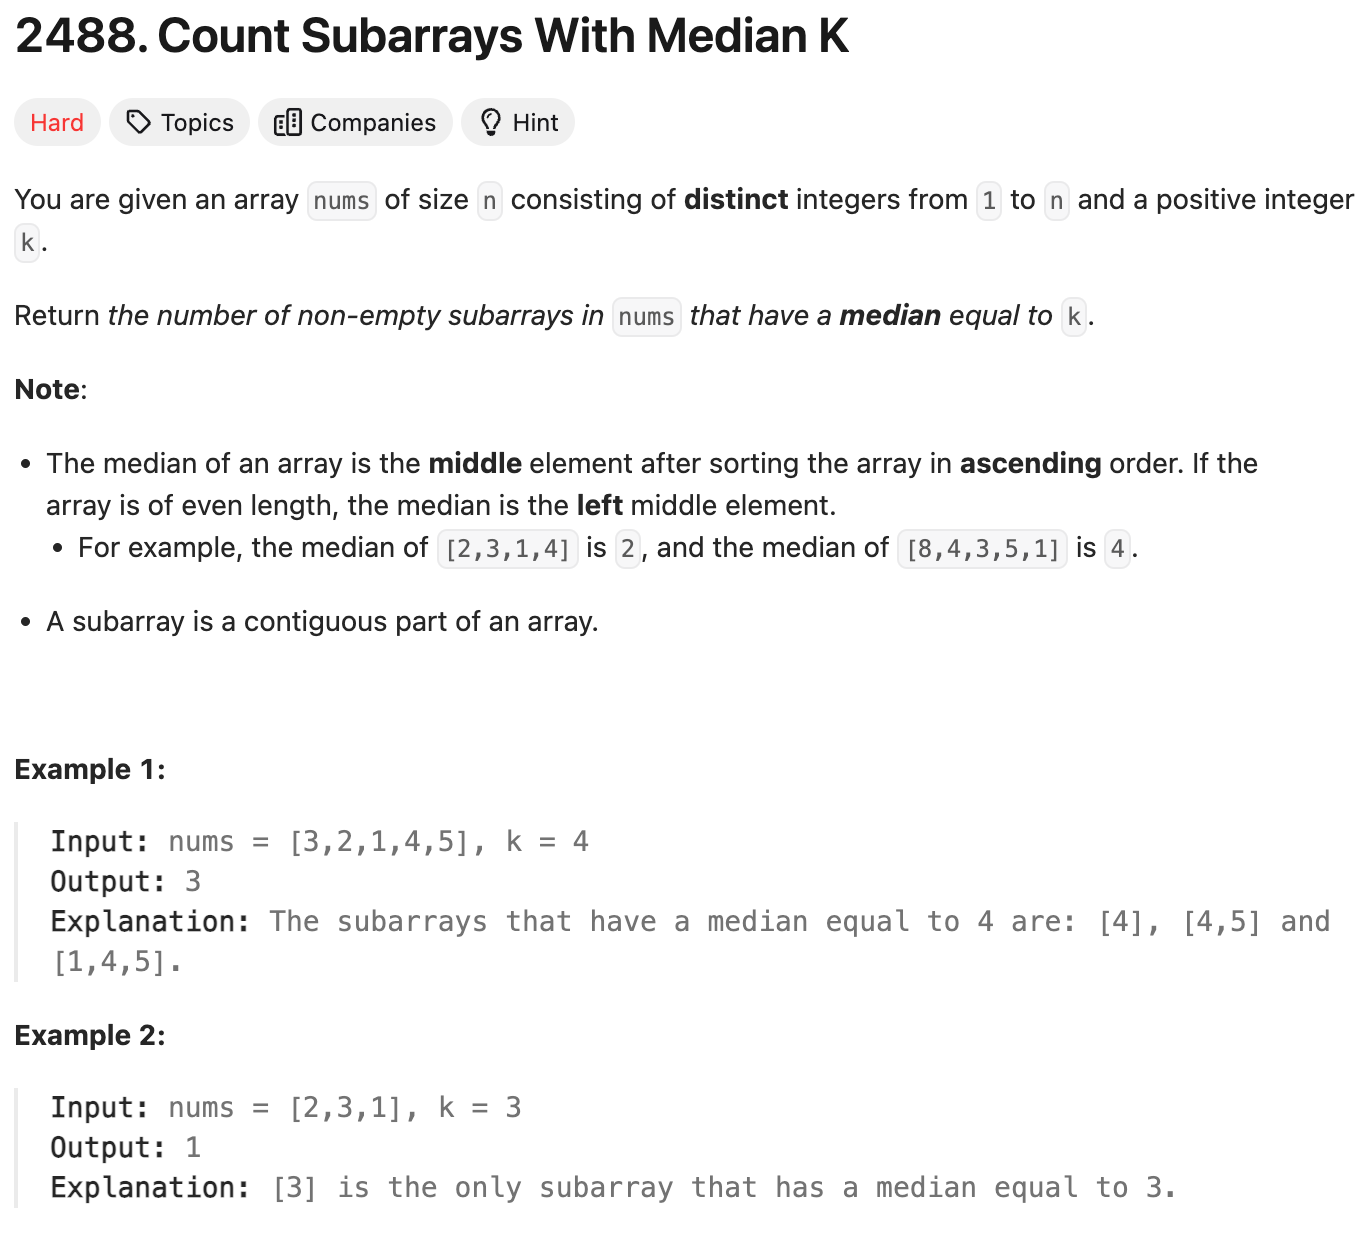 2488. Count Subarrays With Median K
Hard Topics Companies Hint
You are given an array nums of size n consisting of distinct integers from 1 to n and a positive integer
k.
Return the number of non-empty subarrays in nums that have a median equal to k.
Note:
• The median of an array is the middle element after sorting the array in ascending order. If the
array is of even length, the median is the left middle element.
• For example, the median of [2,3,1,4] is 2, and the median of [8,4,3,5,1] is 4.
• A subarray is a contiguous part of an array.
Example 1:
Input: nums = [3,2,1,4,5], k = 4
Output: 3
Explanation: The subarrays that have a median equal to 4 are: [4], [4,5] and
[1,4,5].
Example 2:
Input: nums = [2,3,1], k = 3
Output: 1
Explanation: [3] is the only subarray that has a median equal to 3.